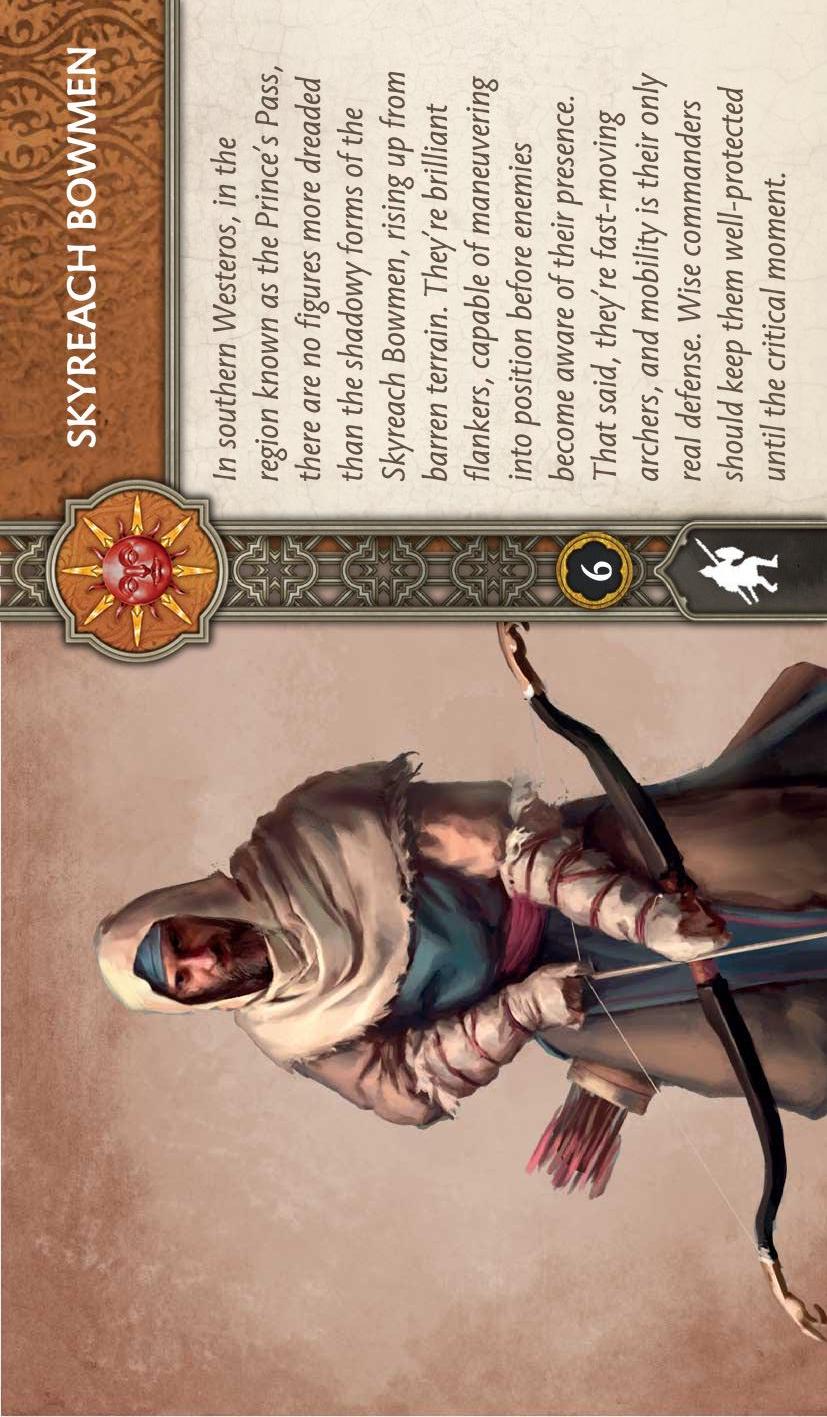 SKYREACH BOWMEN
In southern Westeros, in the
region known as the Prince's Pass,
there are no figures more dreaded
than the shadowy forms of the
Skyreach Bowmen, rising up from
barren terrain. They're brilliant
flankers, capable of maneuvering
into position before enemies
become aware of their presence.
That said, they're fast-moving
archers, and mobility is their only
real defense. Wise commanders
should keep them well-protected
until the critical moment.
6